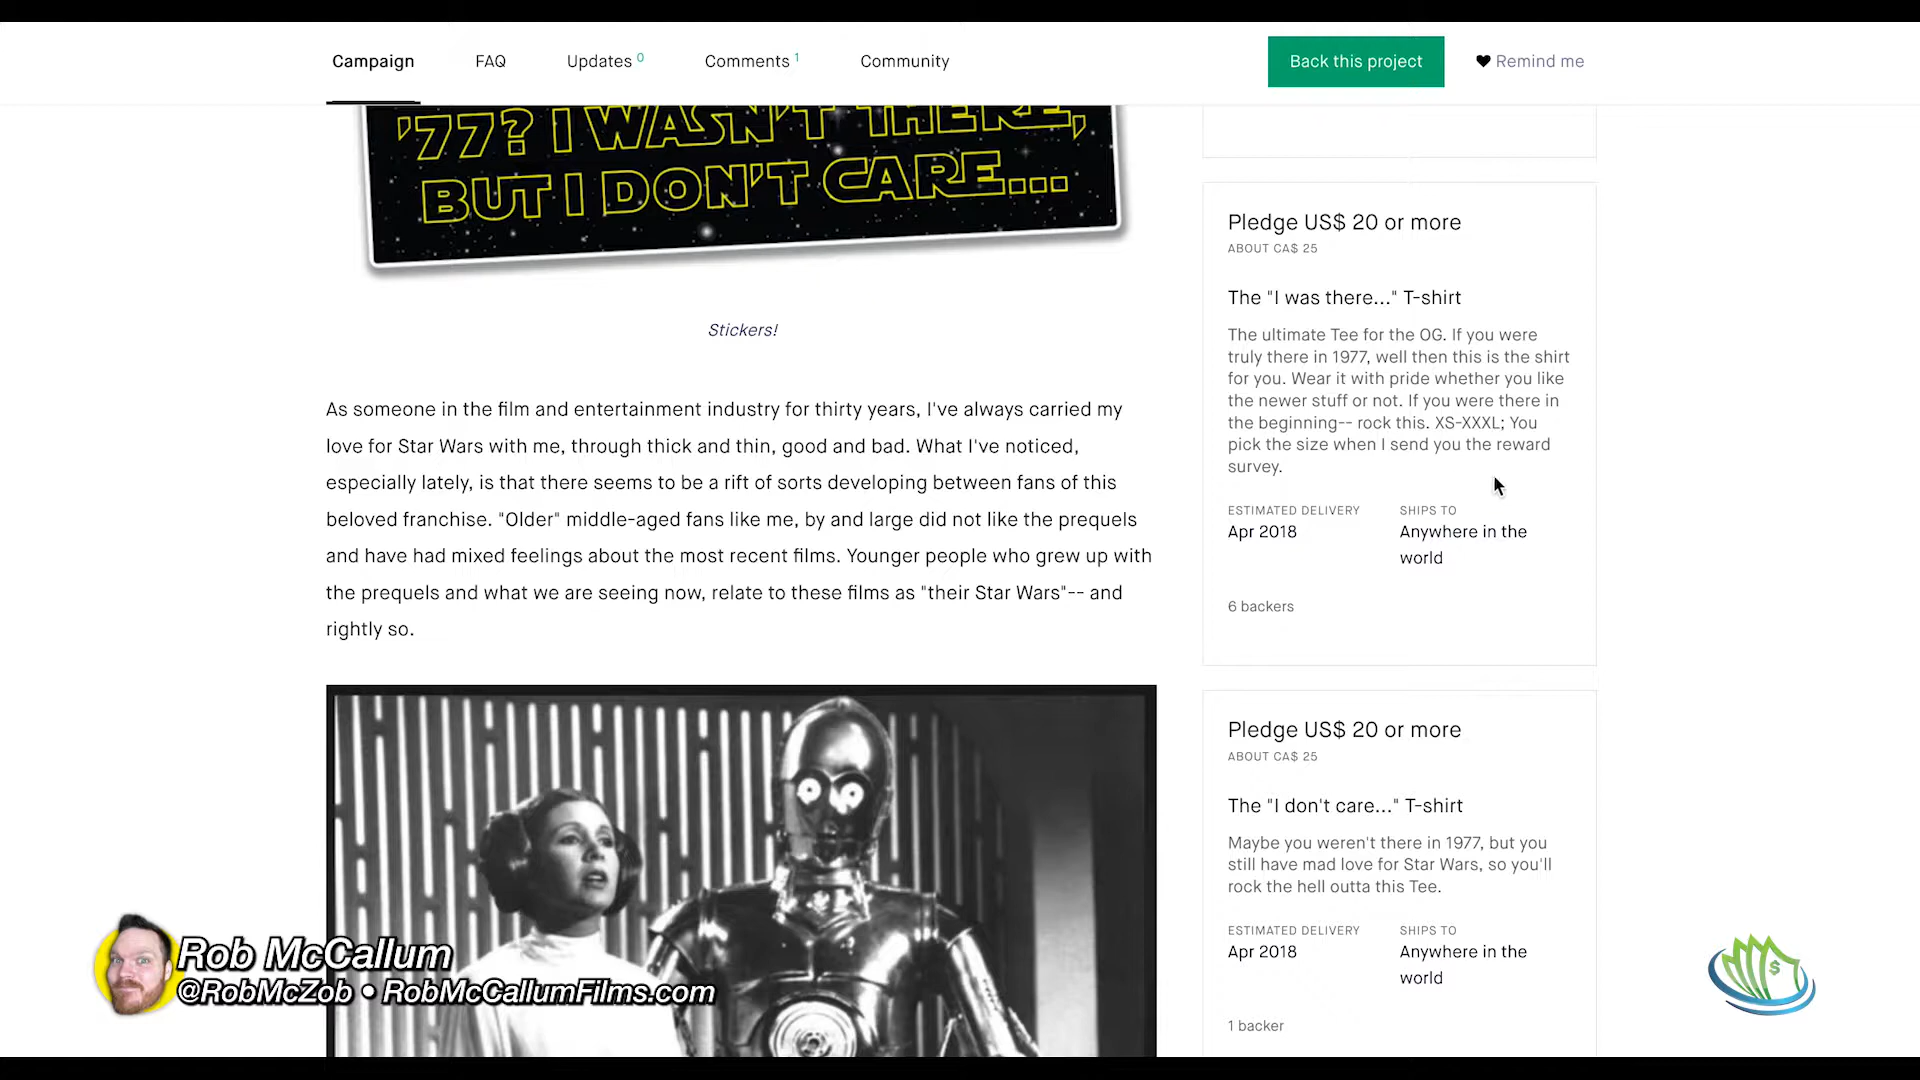 Campaign
FAQ
Updates 0
Comments 1
Community
Back this project
Remind me
'77? I WASN'T THERE,
BUT I DON'T CARE...
Stickers!
As someone in the film and entertainment industry for thirty years, I've always carried my
love for Star Wars with me, through thick and thin, good and bad. What I've noticed,
especially lately, is that there seems to be a rift of sorts developing between fans of this
beloved franchise. "Older" middle-aged fans like me, by and large did not like the prequels
and have had mixed feelings about the most recent films. Younger people who grew up with
the prequels and what we are seeing now, relate to these films as "their Star Wars"-- and
rightly so.
Pledge US$ 20 or more
ABOUT CA$ 25
The "I was there..." T-shirt
The ultimate Tee for the OG. If you were
truly there in 1977, well then this is the shirt
for you. Wear it with pride whether you like
the newer stuff or not. If you were there in
the beginning-- rock this. XS-XXXL; You
pick the size when I send you the reward
survey.
ESTIMATED DELIVERY
Apr 2018
SHIPS TO
Anywhere in the
world
6 backers
Pledge US$ 20 or more
ABOUT CA$ 25
The "I don't care..." T-shirt
Maybe you weren't there in 1977, but you
still have mad love for Star Wars, so you'll
rock the hell outta this Tee.
ESTIMATED DELIVERY
Apr 2018
SHIPS TO
Anywhere in the
world
1 backer
Rob McCallum
@RobMcZob • RobMcCallumFilms.com
$